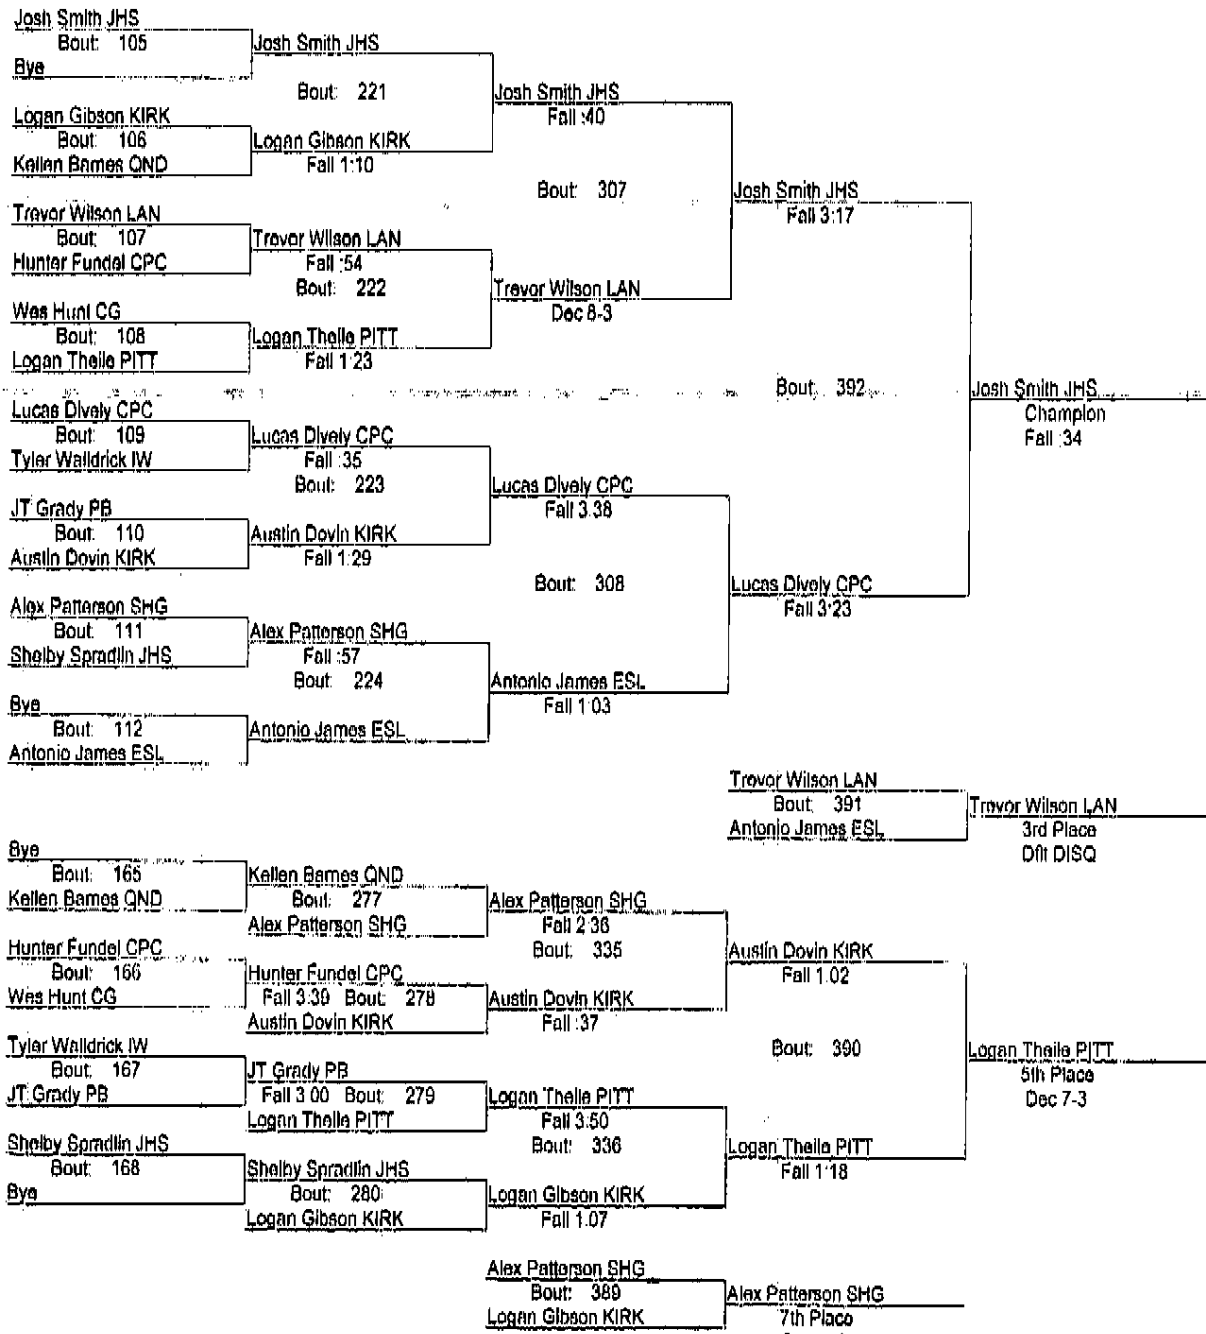 Josh Smith JHS
Bout: 105
Bye
Josh Smith JHS
Bout: 221
Logan Gibson KIRK
Bout: 106
Kellen Barnes QND
Logan Gibson KIRK
Fall 1:10
Josh Smith JHS
Fall :40
Bout: 307
Trevor Wilson LAN
Bout: 107
Hunter Fundel CPC
Trevor Wilson LAN
Fall :54
Bout: 222
Wes Hunt CG
Bout: 108
Logan Theile PITT
Logan Theile PITT
Fall 1:23
Trevor Wilson LAN
Dec 8-3
Josh Smith JHS
Fall 3:17
Bout: 392
Josh Smith JHS
Champion
Fall :34
Lucas Dively CPC
Bout: 109
Tyler Walldrick IW
Lucas Dively CPC
Fall :35
Bout: 223
JT Grady PB
Bout: 110
Austin Dovin KIRK
Austin Dovin KIRK
Fall 1:29
Lucas Dively CPC
Fall 3:38
Bout: 308
Alex Patterson SHG
Bout: 111
Shelby Spradlin JHS
Alex Patterson SHG
Fall :57
Bout: 224
Bye
Bout: 112
Antonio James ESL
Antonio James ESL
Antonio James ESL
Fall 1:03
Lucas Dively CPC
Fall 3:23
Trevor Wilson LAN
Bout: 391
Antonio James ESL
Trevor Wilson LAN
3rd Place
Dflt DISQ
Bye
Bout: 165
Kellen Barnes QND
Kellen Barnes QND
Bout: 277
Alex Patterson SHG
Alex Patterson SHG
Fall 2:36
Bout: 335
Hunter Fundel CPC
Bout: 166
Wes Hunt CG
Hunter Fundel CPC
Fall 3:39 Bout: 278
Austin Dovin KIRK
Austin Dovin KIRK
Fall :37
Austin Dovin KIRK
Fall 1:02
Bout: 390
Tyler Walldrick IW
Bout: 167
JT Grady PB
JT Grady PB
Fall 3:00 Bout: 279
Logan Theile PITT
Logan Theile PITT
Fall 3:50
Bout: 336
Shelby Spradlin JHS
Bout: 168
Bye
Shelby Spradlin JHS
Bout: 280
Logan Gibson KIRK
Logan Gibson KIRK
Fall 1:07
Logan Theile PITT
Fall 1:18
Logan Theile PITT
5th Place
Dec 7-3
Alex Patterson SHG
Bout: 389
Logan Gibson KIRK
Alex Patterson SHG
7th Place